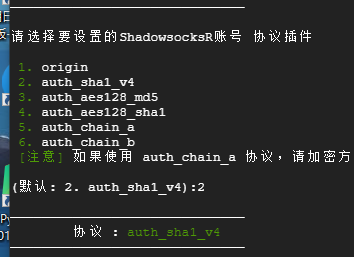 请选择要设置的ShadowsocksR账号 协议插件
1. origin
2. auth_sha1_v4
3. auth_aes128_md5
4. auth_aes128_sha1
5. auth_chain_a
6. auth_chain_b
[注意] 如果使用 auth_chain_a 协议，请加密方
(默认: 2. auth_sha1_v4):2
协议 : auth_sha1_v4